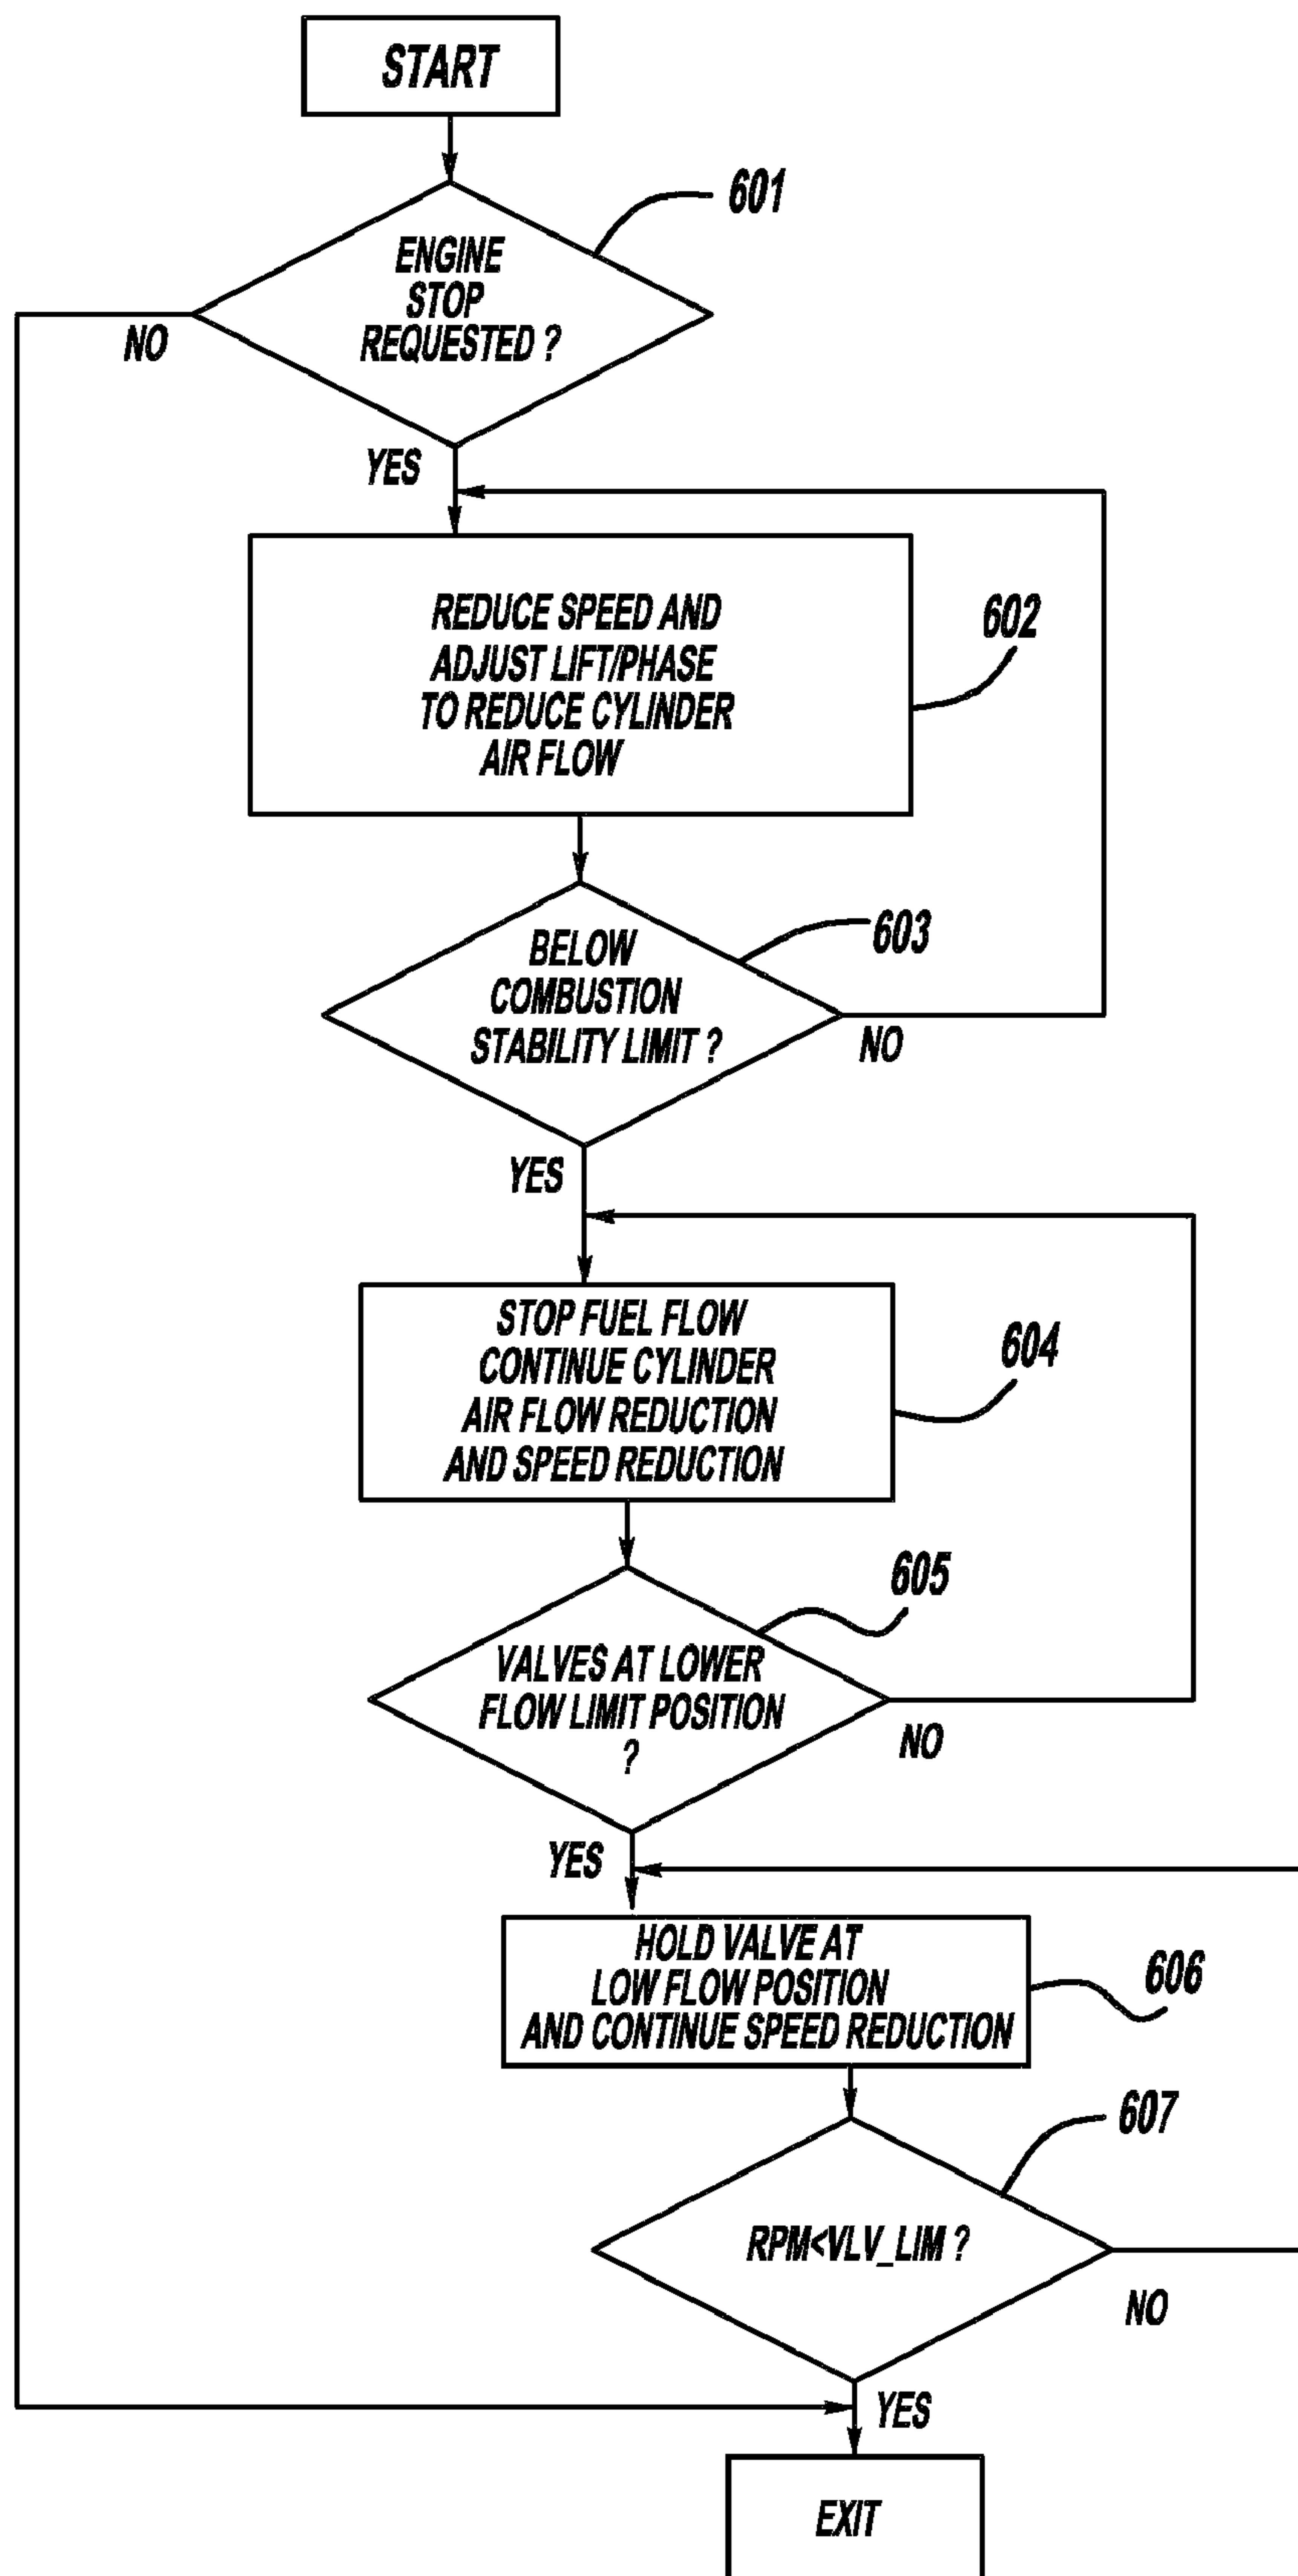 START
601
ENGINE
STOP
REQUESTED ?
NO
YES
REDUCE SPEED AND
ADJUST LIFT/PHASE
TO REDUCE CYLINDER
AIR FLOW
602
603
BELOW
COMBUSTION
STABILITY LIMIT ?
NO
YES
STOP FUEL FLOW
CONTINUE CYLINDER
AIR FLOW REDUCTION
AND SPEED REDUCTION
604
605
VALVES AT LOWER
FLOW LIMIT POSITION
?
NO
YES
HOLD VALVE AT
LOW FLOW POSITION
AND CONTINUE SPEED REDUCTION
606
607
RPM<VLV_LIM ?
NO
YES
EXIT